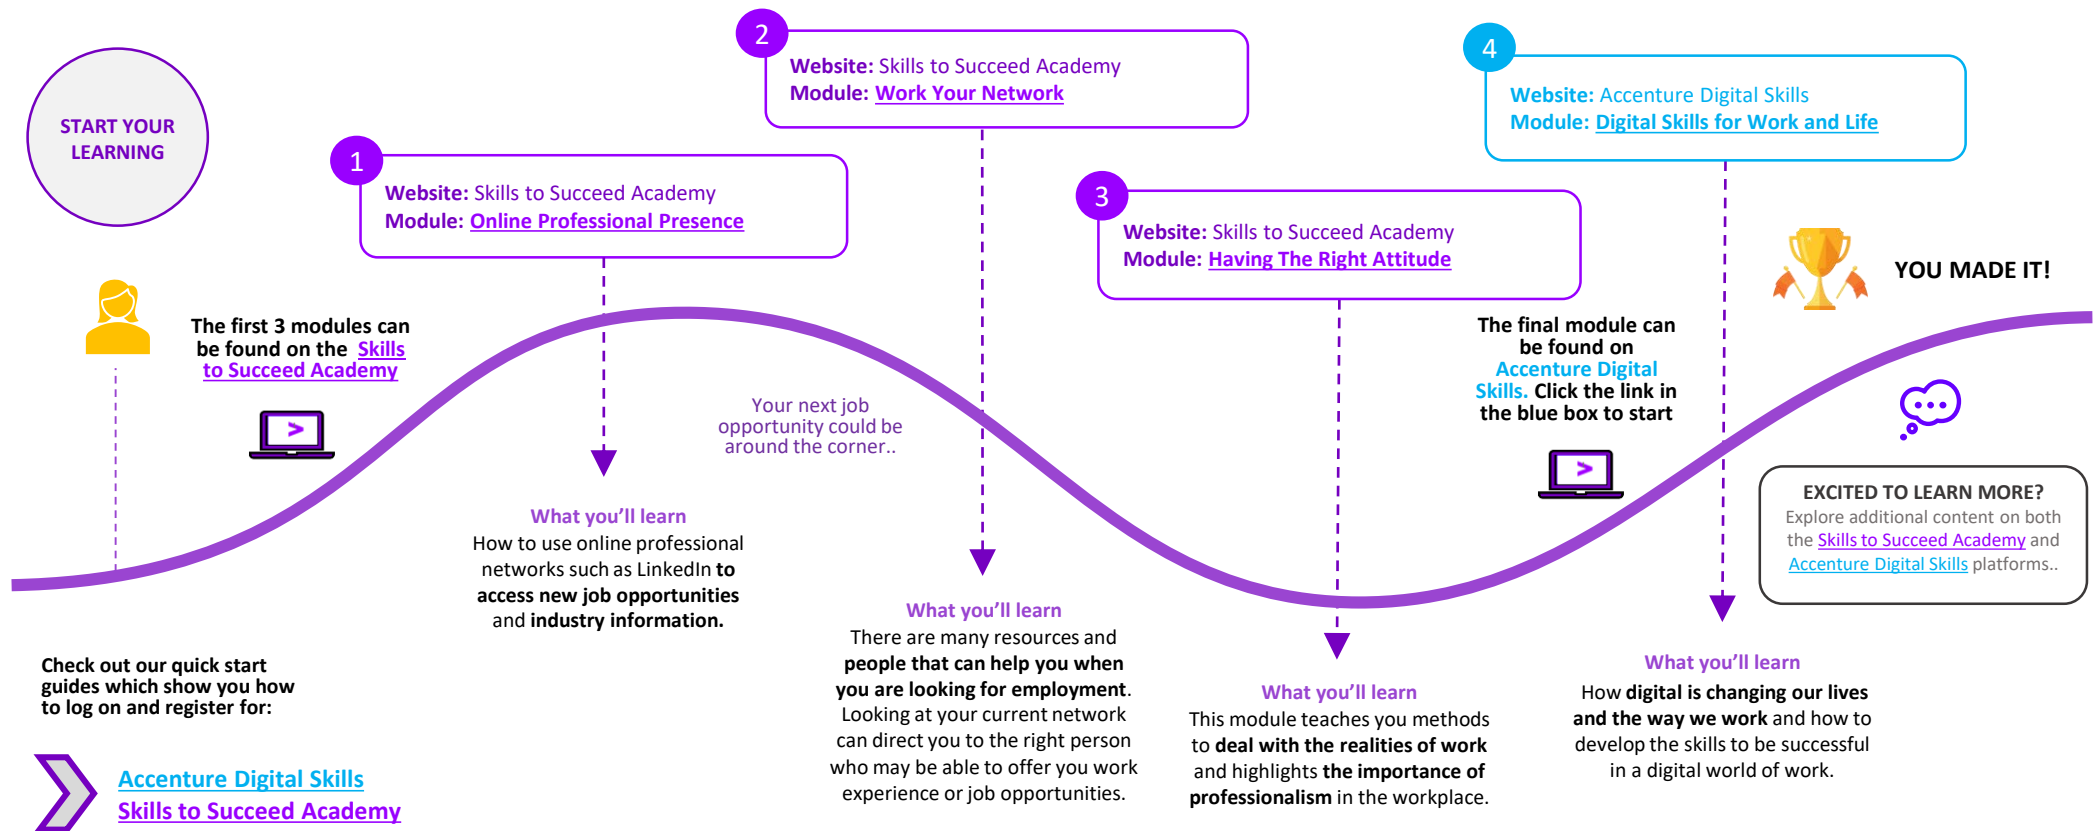 START YOUR
LEARNING
The first 3 modules can
be found on the Skills
to Succeed Academy
Check out our quick start
guides which show you how
to log on and register for:
Accenture Digital Skills
Skills to Succeed Academy
1
Website: Skills to Succeed Academy
Module: Online Professional Presence
What you’ll learn
How to use online professional
networks such as LinkedIn to
access new job opportunities
and industry information.
2
Website: Skills to Succeed Academy
Module: Work Your Network
Your next job
opportunity could be
around the corner..
What you’ll learn
There are many resources and
people that can help you when
you are looking for employment.
Looking at your current network
can direct you to the right person
who may be able to offer you work
experience or job opportunities.
3
Website: Skills to Succeed Academy
Module: Having The Right Attitude
What you’ll learn
This module teaches you methods
to deal with the realities of work
and highlights the importance of
professionalism in the workplace.
The final module can
be found on
Accenture Digital
Skills. Click the link in
the blue box to start
4
Website: Accenture Digital Skills
Module: Digital Skills for Work and Life
What you’ll learn
How digital is changing our lives
and the way we work and how to
develop the skills to be successful
in a digital world of work.
YOU MADE IT!
EXCITED TO LEARN MORE?
Explore additional content on both
the Skills to Succeed Academy and
Accenture Digital Skills platforms..